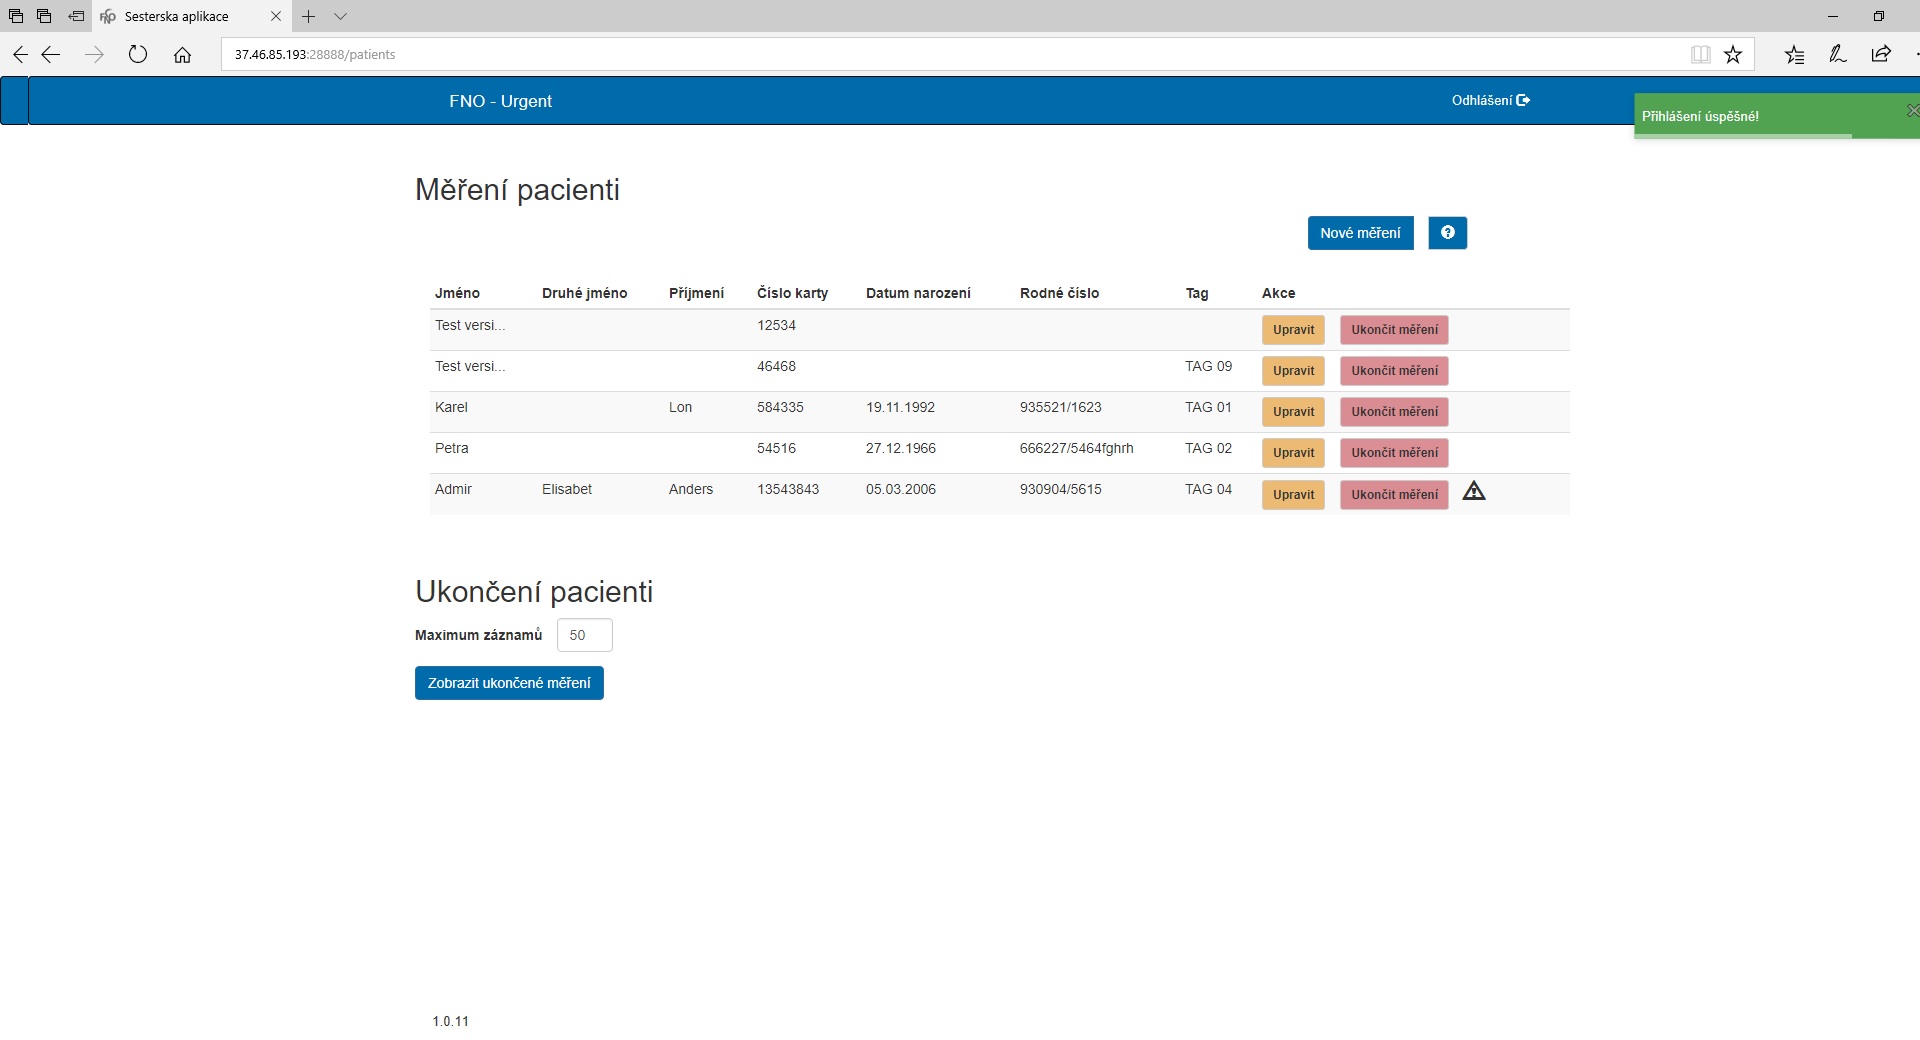 Sesterska aplikace
37.46.85.193:28888/patients
FNO - Urgent
Odhlášení
Přihlášení úspěšné!
Měření pacienti
Nové měření
Jméno Druhé jméno Příjmení Číslo karty Datum narození Rodné číslo Tag Akce
Test versi... 12534 Upravit Ukončit měření
Test versi... 46468 TAG 09 Upravit Ukončit měření
Karel Lon 584335 19.11.1992 935521/1623 TAG 01 Upravit Ukončit měření
Petra 54516 27.12.1966 666227/5464fghrh TAG 02 Upravit Ukončit měření
Admir Elisabet Anders 13543843 05.03.2006 930904/5615 TAG 04 Upravit Ukončit měření
Ukončení pacienti
Maximum záznamů 50
Zobrazit ukončené měření
1.0.11